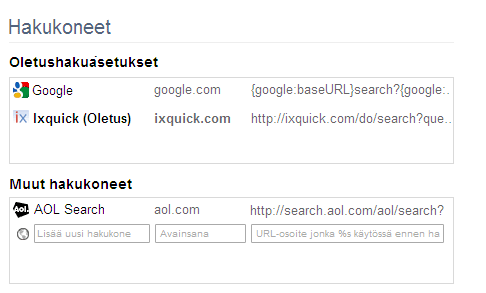 Hakukoneet
Oletushakuasetukset
Google google.com {google:baseURL}search?{google:..
ix Ixquick (Oletus) ixquick.com http://ixquick.com/do/search?que...
Muut hakukoneet
Aol. AOL Search aol.com http://search.aol.com/aol/search?
Lisää uusi hakukone Avainsana URL-osoite jonka %s käytössä ennen ha